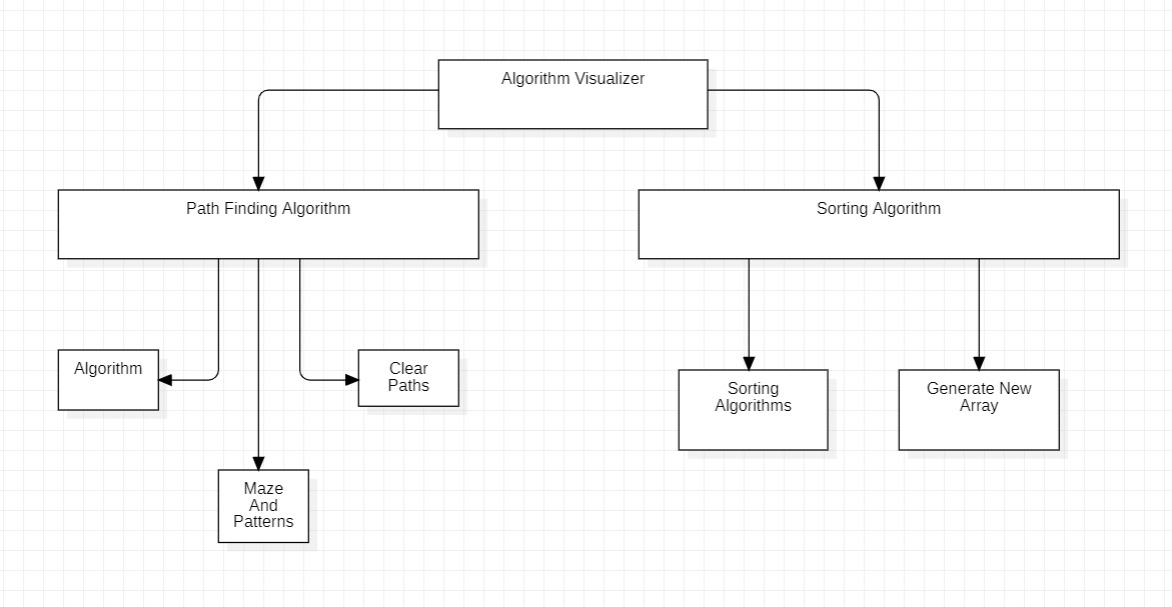 Algorithm Visualizer
Path Finding Algorithm
Sorting Algorithm
Algorithm
Clear
Paths
Maze
And
Patterns
Sorting
Algorithms
Generate New
Array